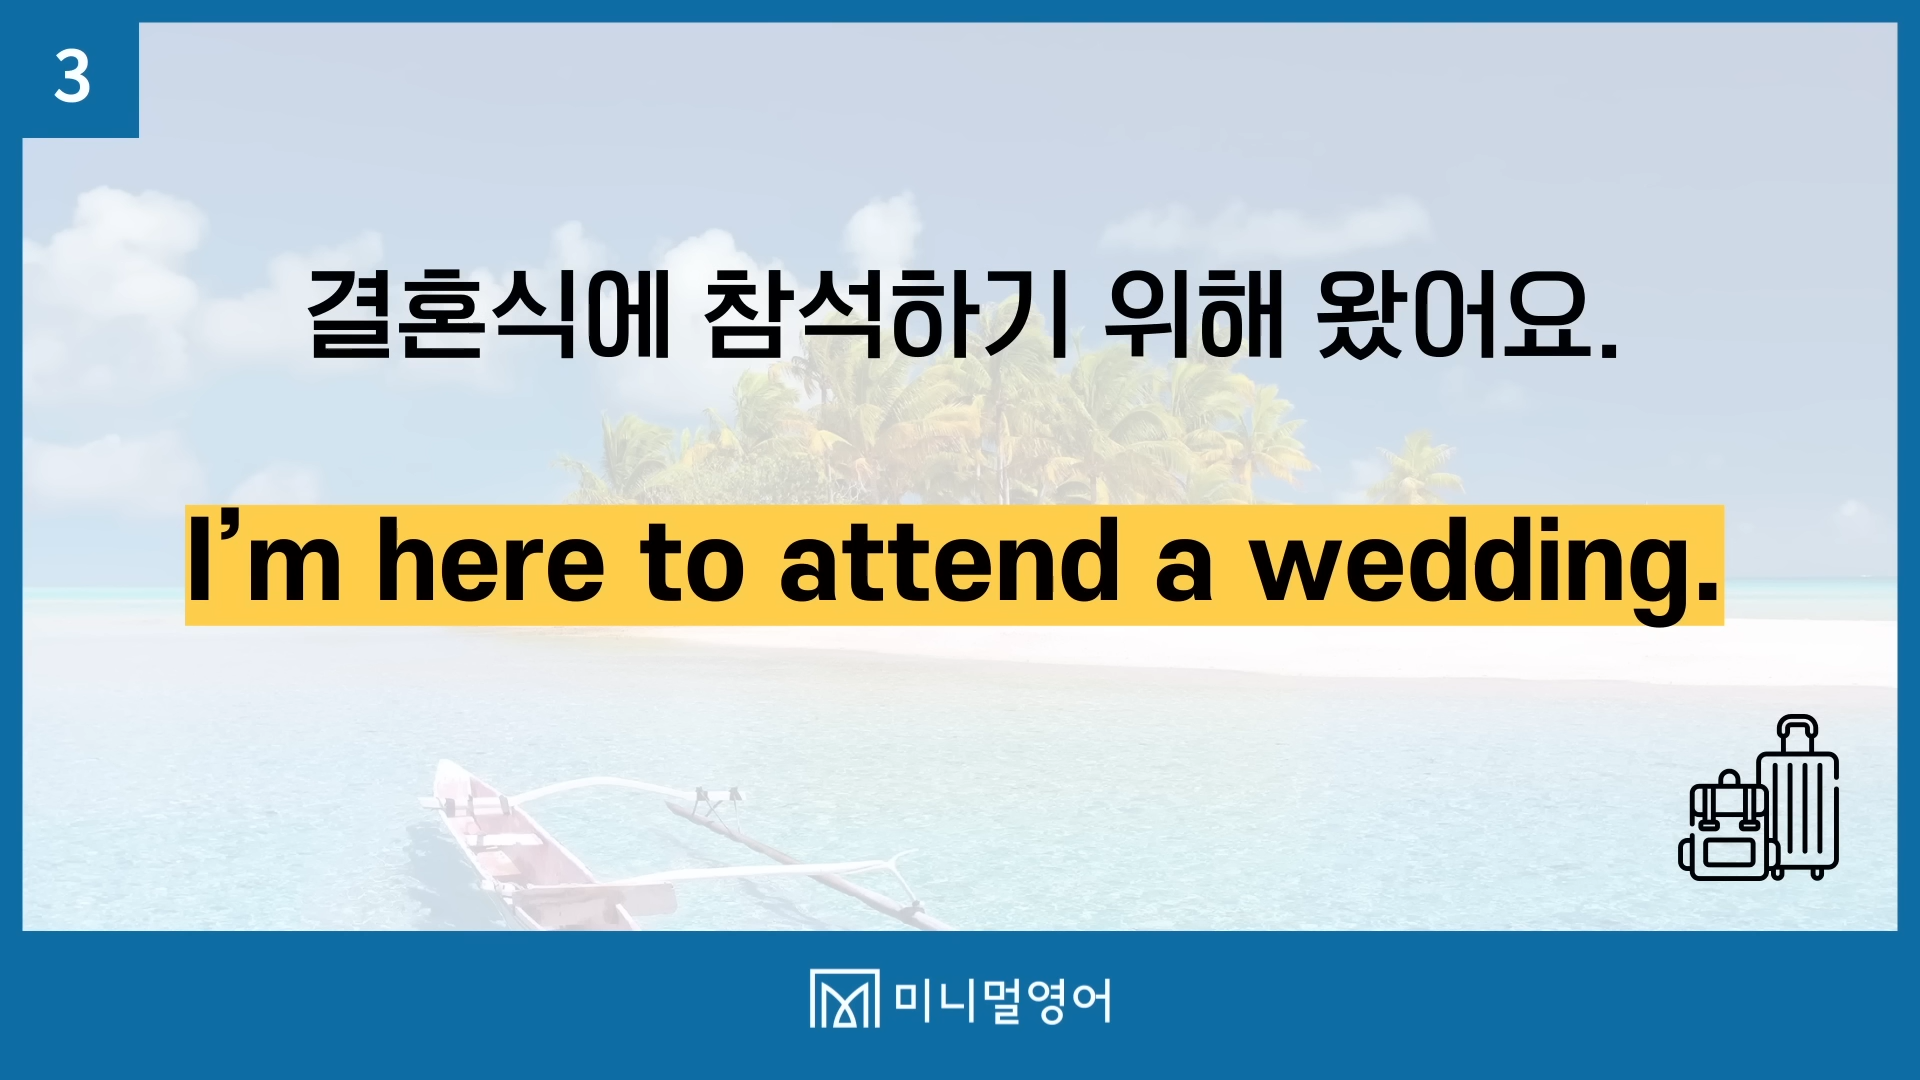 3
결혼식에 참석하기 위해 왔어요.
I’m here to attend a wedding.
미니멀영어